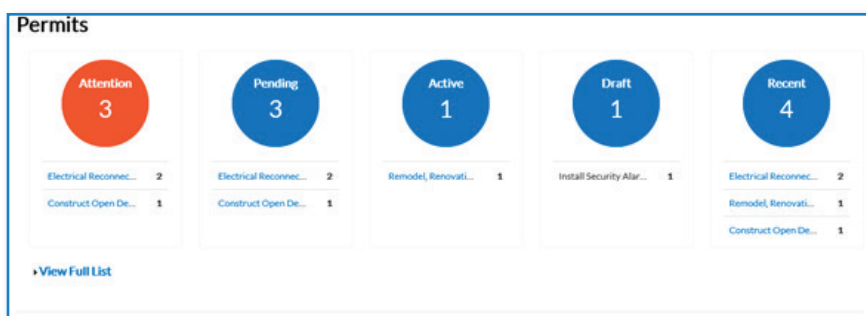 Permits
Attention
3
Electrical Reconnec... 2
Construct Open De... 1
Pending
3
Electrical Reconnec... 2
Construct Open De... 1
Active
1
Remodel, Renovati... 1
Draft
1
Install Security Alar... 1
Recent
4
Electrical Reconnec... 2
Remodel, Renovati... 1
Construct Open De... 1
View Full List